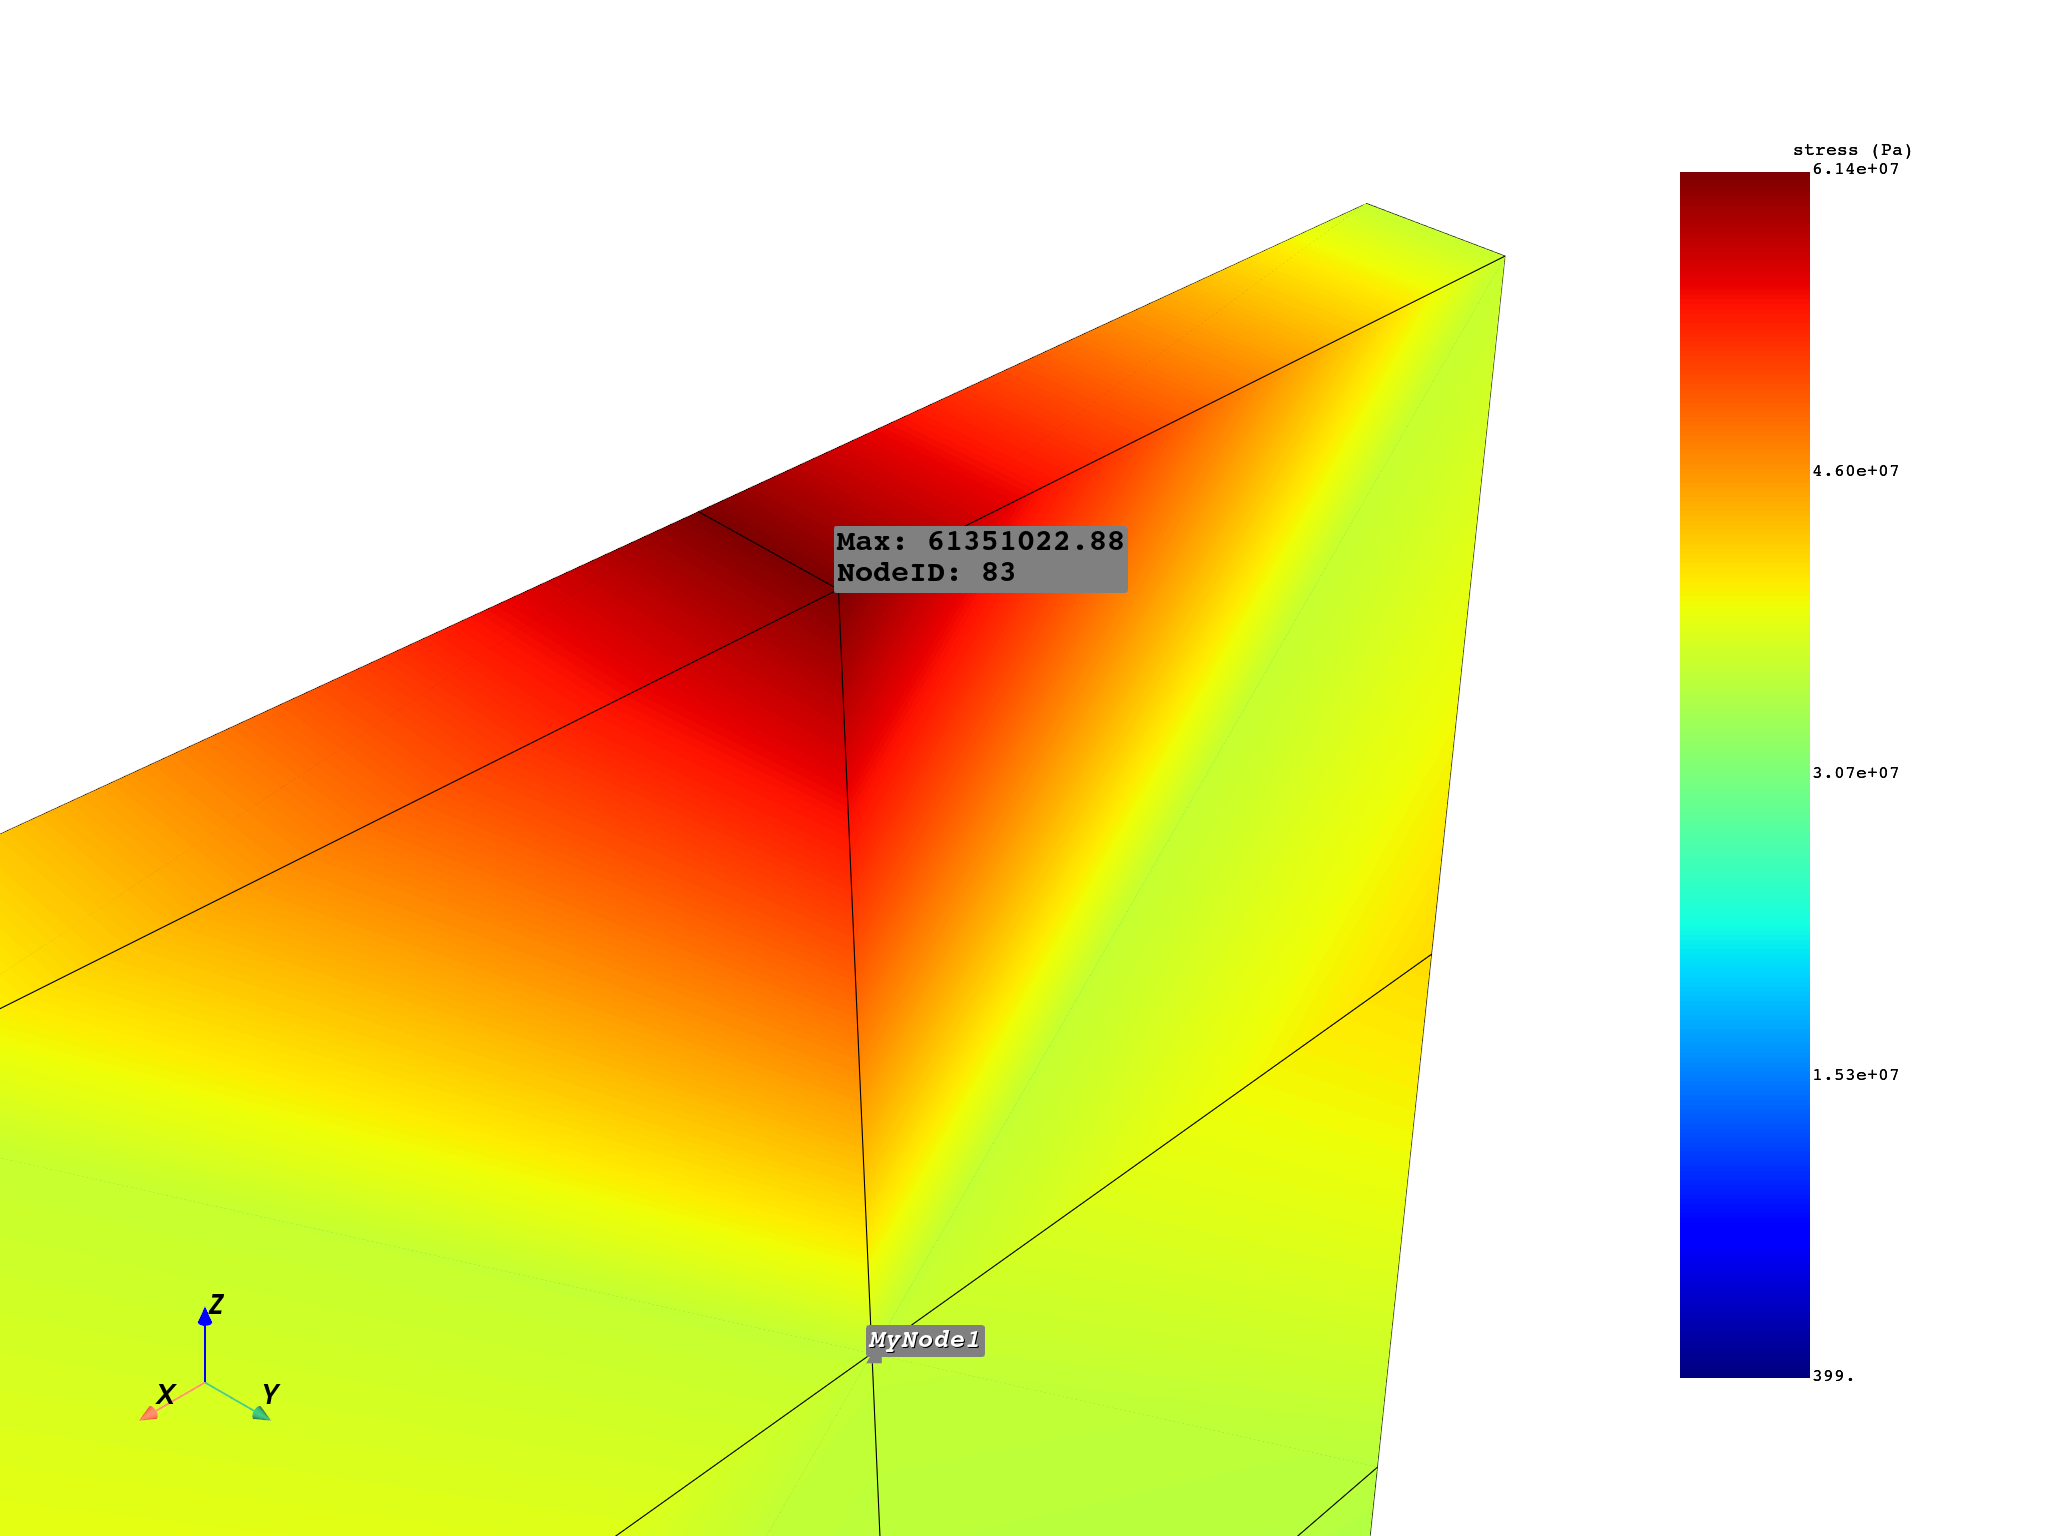 stress (Pa)
6.14e+07
4.60e+07
Max: 61351022.88
NodeID: 83
3.07e+07
1.53e+07
Z
MyNode1
X
Y
399.